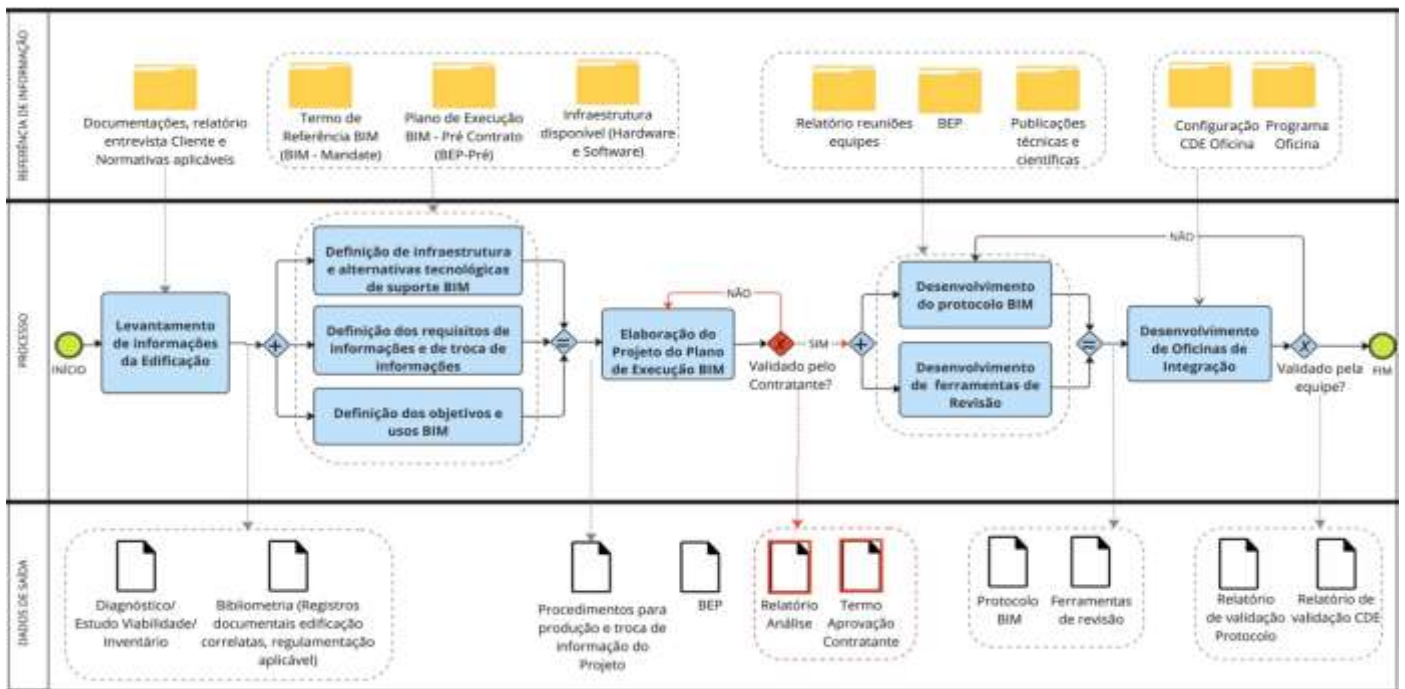 REFERÊNCIA DE INFORMAÇÃO
Documentações, relatório
entrevista Cliente e
Normativas aplicáveis
Termo de
Referência BIM
(BIM - Mandate)
Plano de Execução
BIM - Pré Contrato
(BEP-Pré)
Infraestrutura
disponível (Hardware
e Software)
Relatório reuniões
equipes
BEP
Publicações
técnicas e
científicas
Configuração
CDE Oficina
Programa
Oficina
PROCESSO
INÍCIO
Levantamento
de informações
da Edificação
Definição de infraestrutura
e alternativas tecnológicas
de suporte BIM
Definição dos requisitos de
informações e de troca de
informações
Definição dos objetivos e
usos BIM
Elaboração do
Projeto do Plano
de Execução BIM
NÃO
X
Validado pelo
Contratante?
SIM
Desenvolvimento
do protocolo BIM
Desenvolvimento
de ferramentas de
Revisão
Desenvolvimento
de Oficinas de
Integração
NÃO
X
Validado pela
equipe?
FIM
DADOS DE SAÍDA
Diagnóstico/
Estudo Viabilidade/
Inventário
Bibliometria (Registros
documentais edificação
correlatas, regulamentação
aplicável)
Procedimentos para
produção e troca de
informação do
Projeto
BEP
Relatório
Análise
Termo
Aprovação
Contratante
Protocolo
BIM
Ferramentas
de revisão
Relatório
de validação
Protocolo
Relatório de
validação CDE